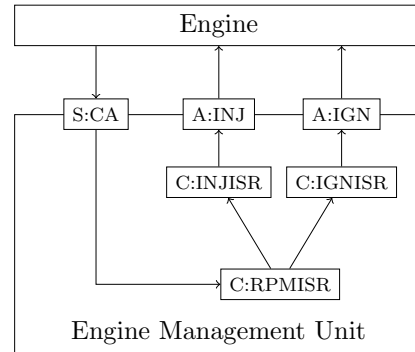 Engine
S:CA A:INJ A:IGN
C:INJISR C:IGNISR
C:RPMISR
Engine Management Unit